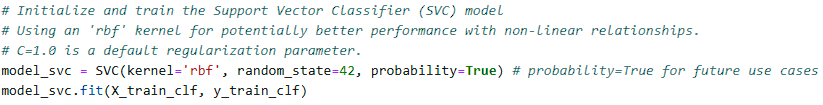 # Initialize and train the Support Vector Classifier (SVC) model
# Using an 'rbf' kernel for potentially better performance with non-linear relationships.
# C=1.0 is a default regularization parameter.
model_svc = SVC(kernel='rbf', random_state=42, probability=True) # probability=True for future use cases
model_svc.fit(X_train_clf, y_train_clf)